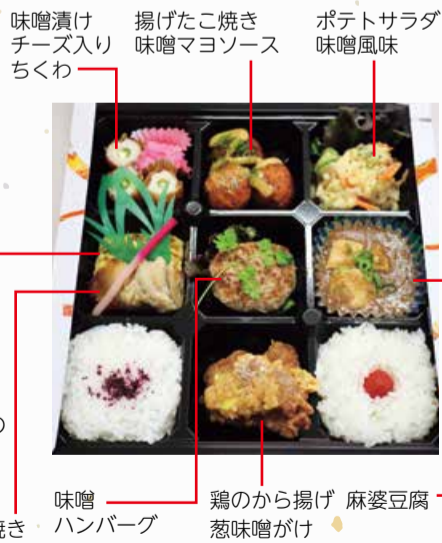 味噌漬け
チーズ入り
ちくわ
揚げたこ焼き
味噌マヨソース
ポテトサラダ
味噌風味
の
焼き
味噌
ハンバーグ
鶏のから揚げ
葱味噌がけ
麻婆豆腐